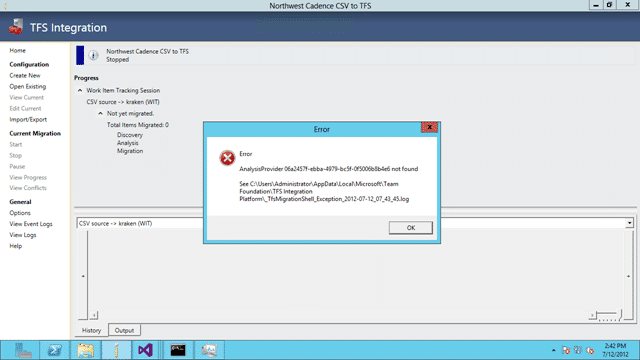 Northwest Cadence CSV to TFS
TFS Integration
Home
Configuration
Create New
Open Existing
View Current
Edit Current
Import/Export
Current Migration
Start
Stop
Pause
View Progress
View Conflicts
General
Options
View Event Logs
View Logs
Help
Northwest Cadence CSV to TFS
Stopped
Progress
Work Item Tracking Session
CSV source -> kraken (WIT)
Not yet migrated.
Total Items Migrated: 0
Discovery
Analysis
Migration
Error
Error
AnalysisProvider 06a2457f-ebba-4979-bc5f-0f5006b8b4e6 not found
See C:\Users\Administrator\AppData\Local\Microsoft\Team
Foundation\TFS Integration
Platform\_TfsMigrationShell_Exception_2012-07-12_07_43_45.log
OK
CSV source -> kraken (WIT)
History
Output
2:42 PM
7/12/2012